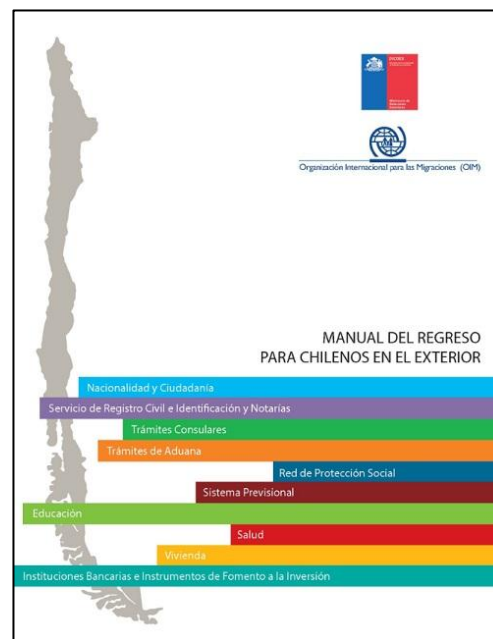 Organización Internacional para las Migraciones (OIM)
MANUAL DEL REGRESO
PARA CHILENOS EN EL EXTERIOR
Nacionalidad y Ciudadanía
Servicio de Registro Civil e Identificación y Notarías
Trámites Consulares
Trámites de Aduana
Red de Protección Social
Sistema Previsional
Educación
Salud
Vivienda
Instituciones Bancarias e Instrumentos de Fomento a la Inversión